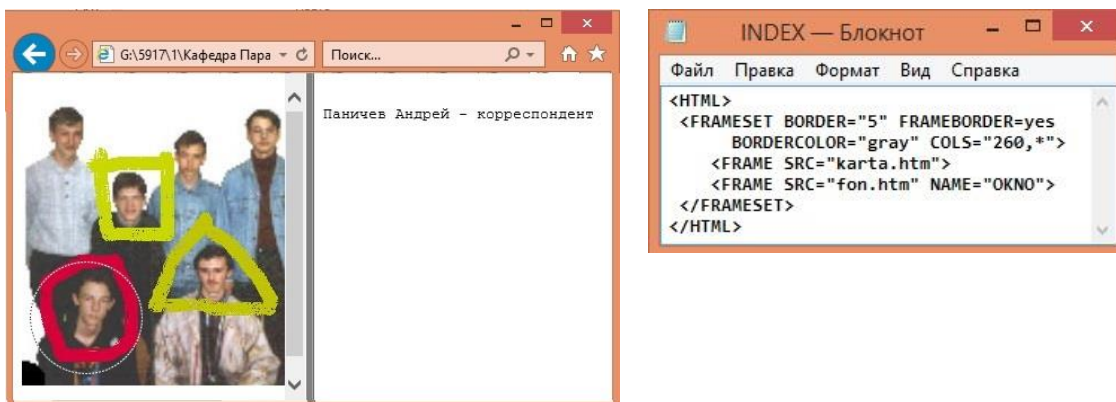 G:\5917\1\Кафедра Пара
Поиск...
Паничев Андрей - корреспондент
INDEX — Блокнот
Файл Правка Формат Вид Справка
<HTML>
<FRAMESET BORDER="5" FRAMEBORDER=yes
BORDERCOLOR="gray" COLS="260,*">
<FRAME SRC="karta.htm">
<FRAME SRC="fon.htm" NAME="OKNO">
</FRAMESET>
</HTML>